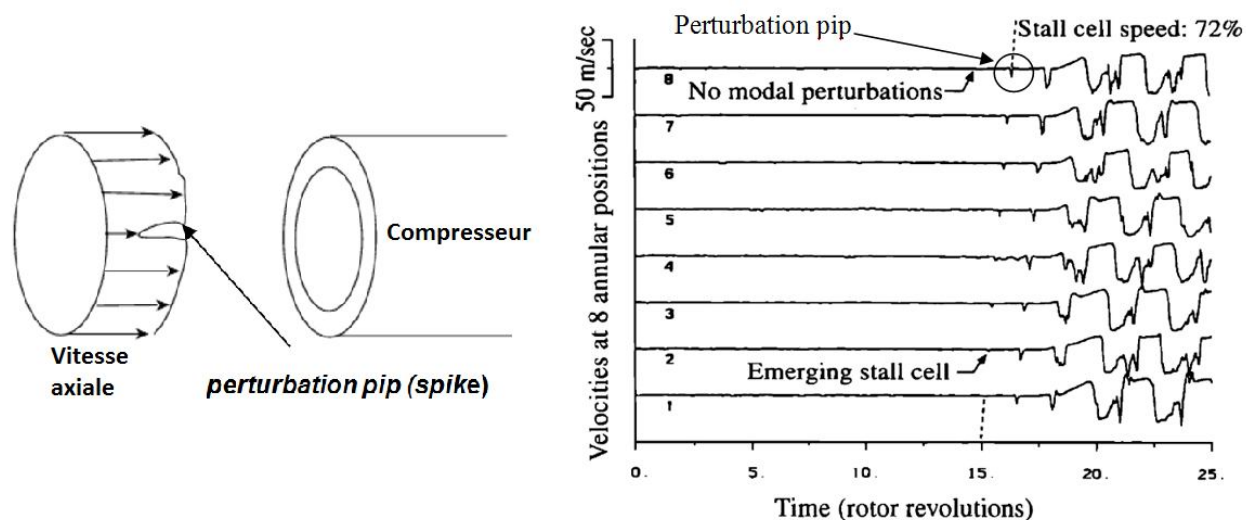 Vitesse
axiale
Compresseur
perturbation pip (spike)
Perturbation pip
Stall cell speed: 72%
No modal perturbations
Emerging stall cell
50 m/sec
Velocities at 8 annular positions
8
7
6
5
4
3
2
1
0. 5. 10. 15. 20. 25.
Time (rotor revolutions)